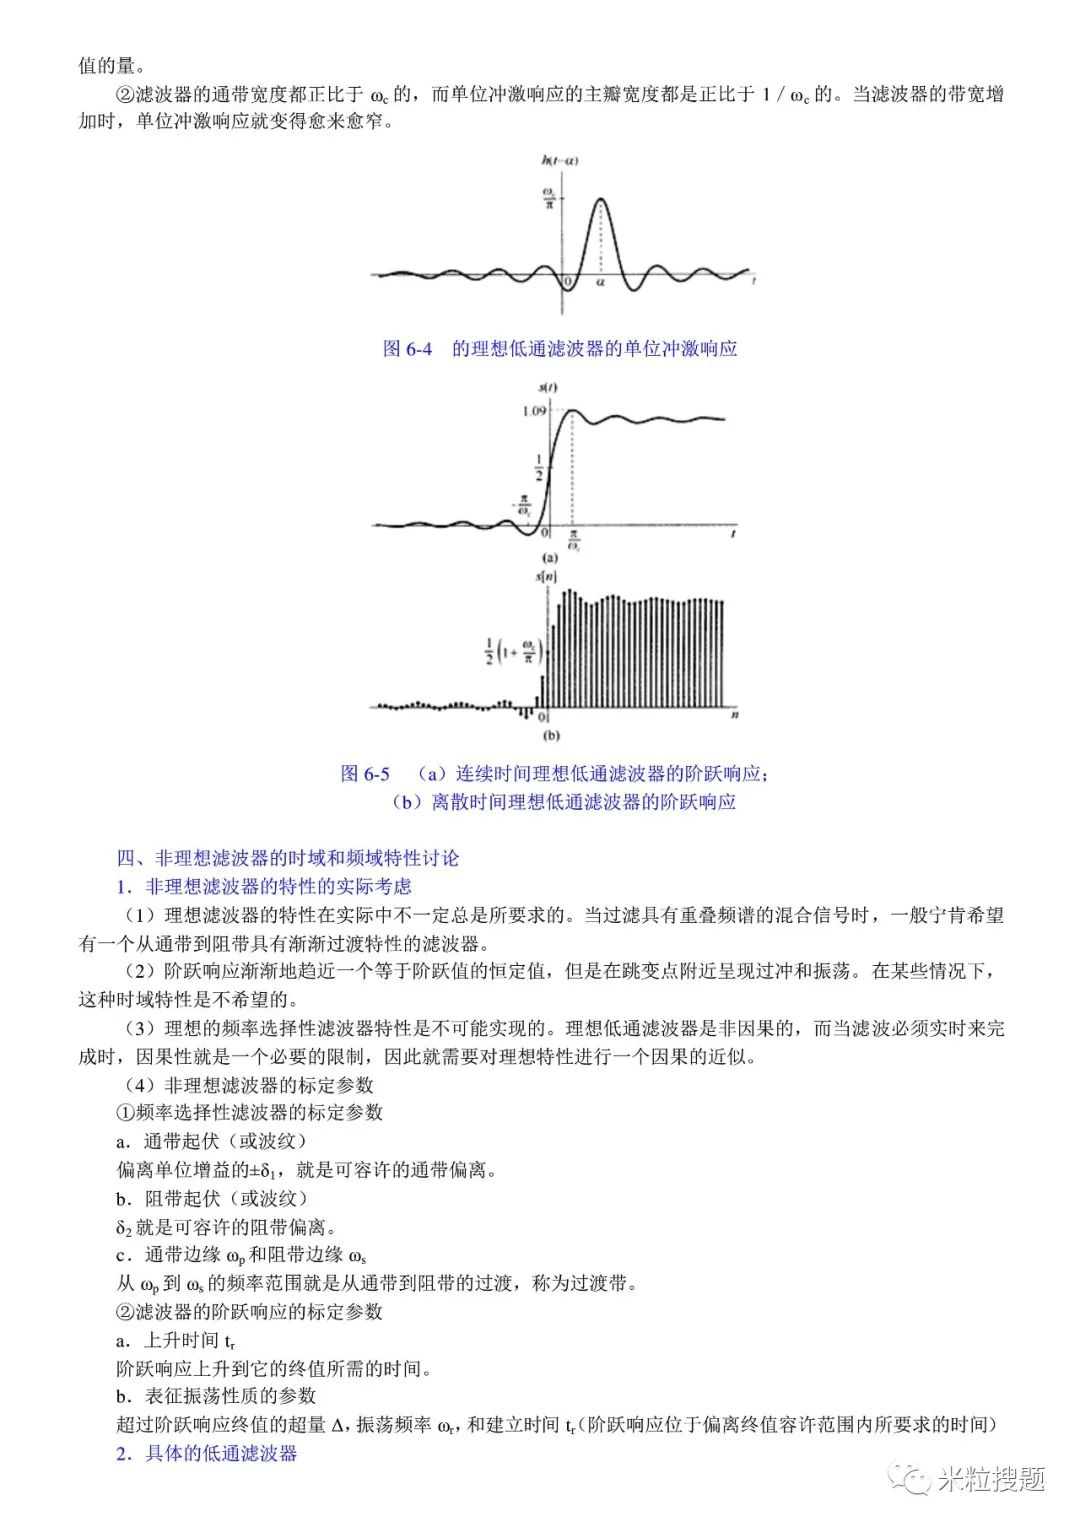 值的量。
②滤波器的通带宽度都正比于 ωc 的，而单位冲激响应的主瓣宽度都是正比于 1／ωc 的。当滤波器的带宽增
加时，单位冲激响应就变得愈来愈窄。
h(t-α)
ωc/π
0 α t
图 6-4 的理想低通滤波器的单位冲激响应
s(t)
1.09
1/2
-π/ωc
0 π/ωc t
(a)
s[n]
1/2(1+ωc/π)
0 n
(b)
图 6-5 （a）连续时间理想低通滤波器的阶跃响应；
（b）离散时间理想低通滤波器的阶跃响应
四、非理想滤波器的时域和频域特性讨论
1．非理想滤波器的特性的实际考虑
（1）理想滤波器的特性在实际中不一定总是所要求的。当过滤具有重叠频谱的混合信号时，一般宁肯希望
有一个从通带到阻带具有渐渐过渡特性的滤波器。
（2）阶跃响应渐渐地趋近一个等于阶跃值的恒定值，但是在跳变点附近呈现过冲和振荡。在某些情况下，
这种时域特性是不希望的。
（3）理想的频率选择性滤波器特性是不可能实现的。理想低通滤波器是非因果的，而当滤波必须实时来完
成时，因果性就是一个必要的限制，因此就需要对理想特性进行一个因果的近似。
（4）非理想滤波器的标定参数
①频率选择性滤波器的标定参数
a．通带起伏（或波纹）
偏离单位增益的±δ1，就是可容许的通带偏离。
b．阻带起伏（或波纹）
δ2 就是可容许的阻带偏离。
c．通带边缘 ωp 和阻带边缘 ωs
从 ωp 到 ωs 的频率范围就是从通带到阻带的过渡，称为过渡带。
②滤波器的阶跃响应的标定参数
a．上升时间 tr
阶跃响应上升到它的终值所需的时间。
b．表征振荡性质的参数
超过阶跃响应终值的超量 Δ，振荡频率 ωr，和建立时间 tr（阶跃响应位于偏离终值容许范围内所要求的时间）
2．具体的低通滤波器
米粒搜题